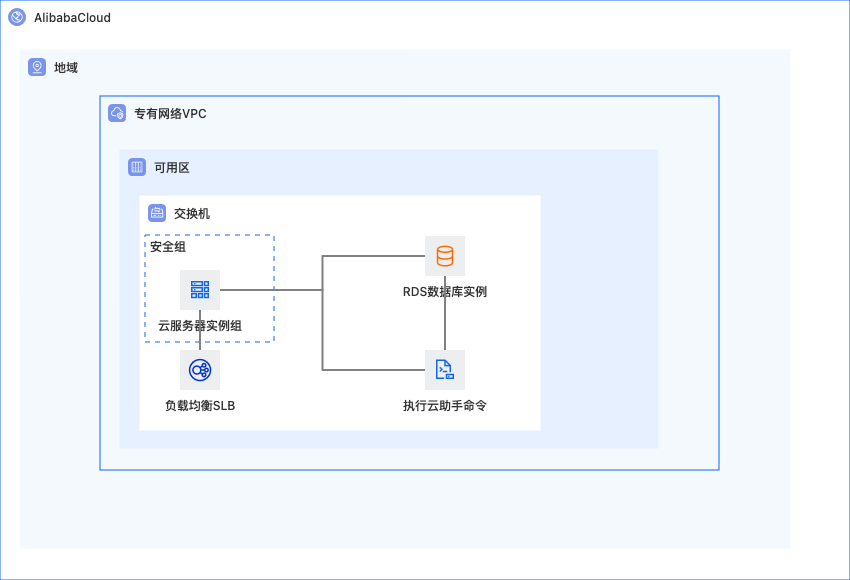 AlibabaCloud
地域
专有网络VPC
可用区
交换机
安全组
RDS数据库实例
云服务器实例组
负载均衡SLB
执行云助手命令